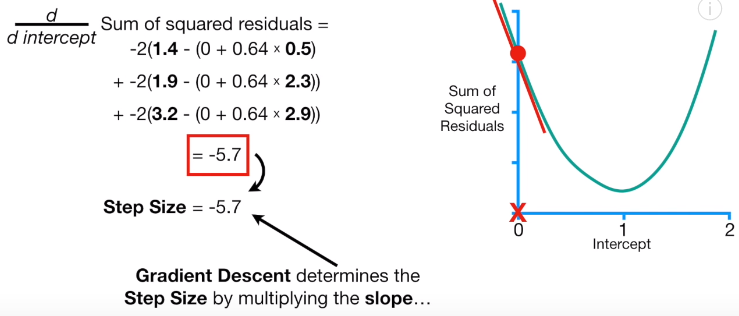 d
d intercept
Sum of squared residuals =
-2(1.4 - (0 + 0.64 × 0.5)
+ -2(1.9 - (0 + 0.64 × 2.3))
+ -2(3.2 - (0 + 0.64 × 2.9))
= -5.7
Step Size = -5.7
Gradient Descent determines the
Step Size by multiplying the slope…
Sum of
Squared
Residuals
0
1
2
Intercept
i